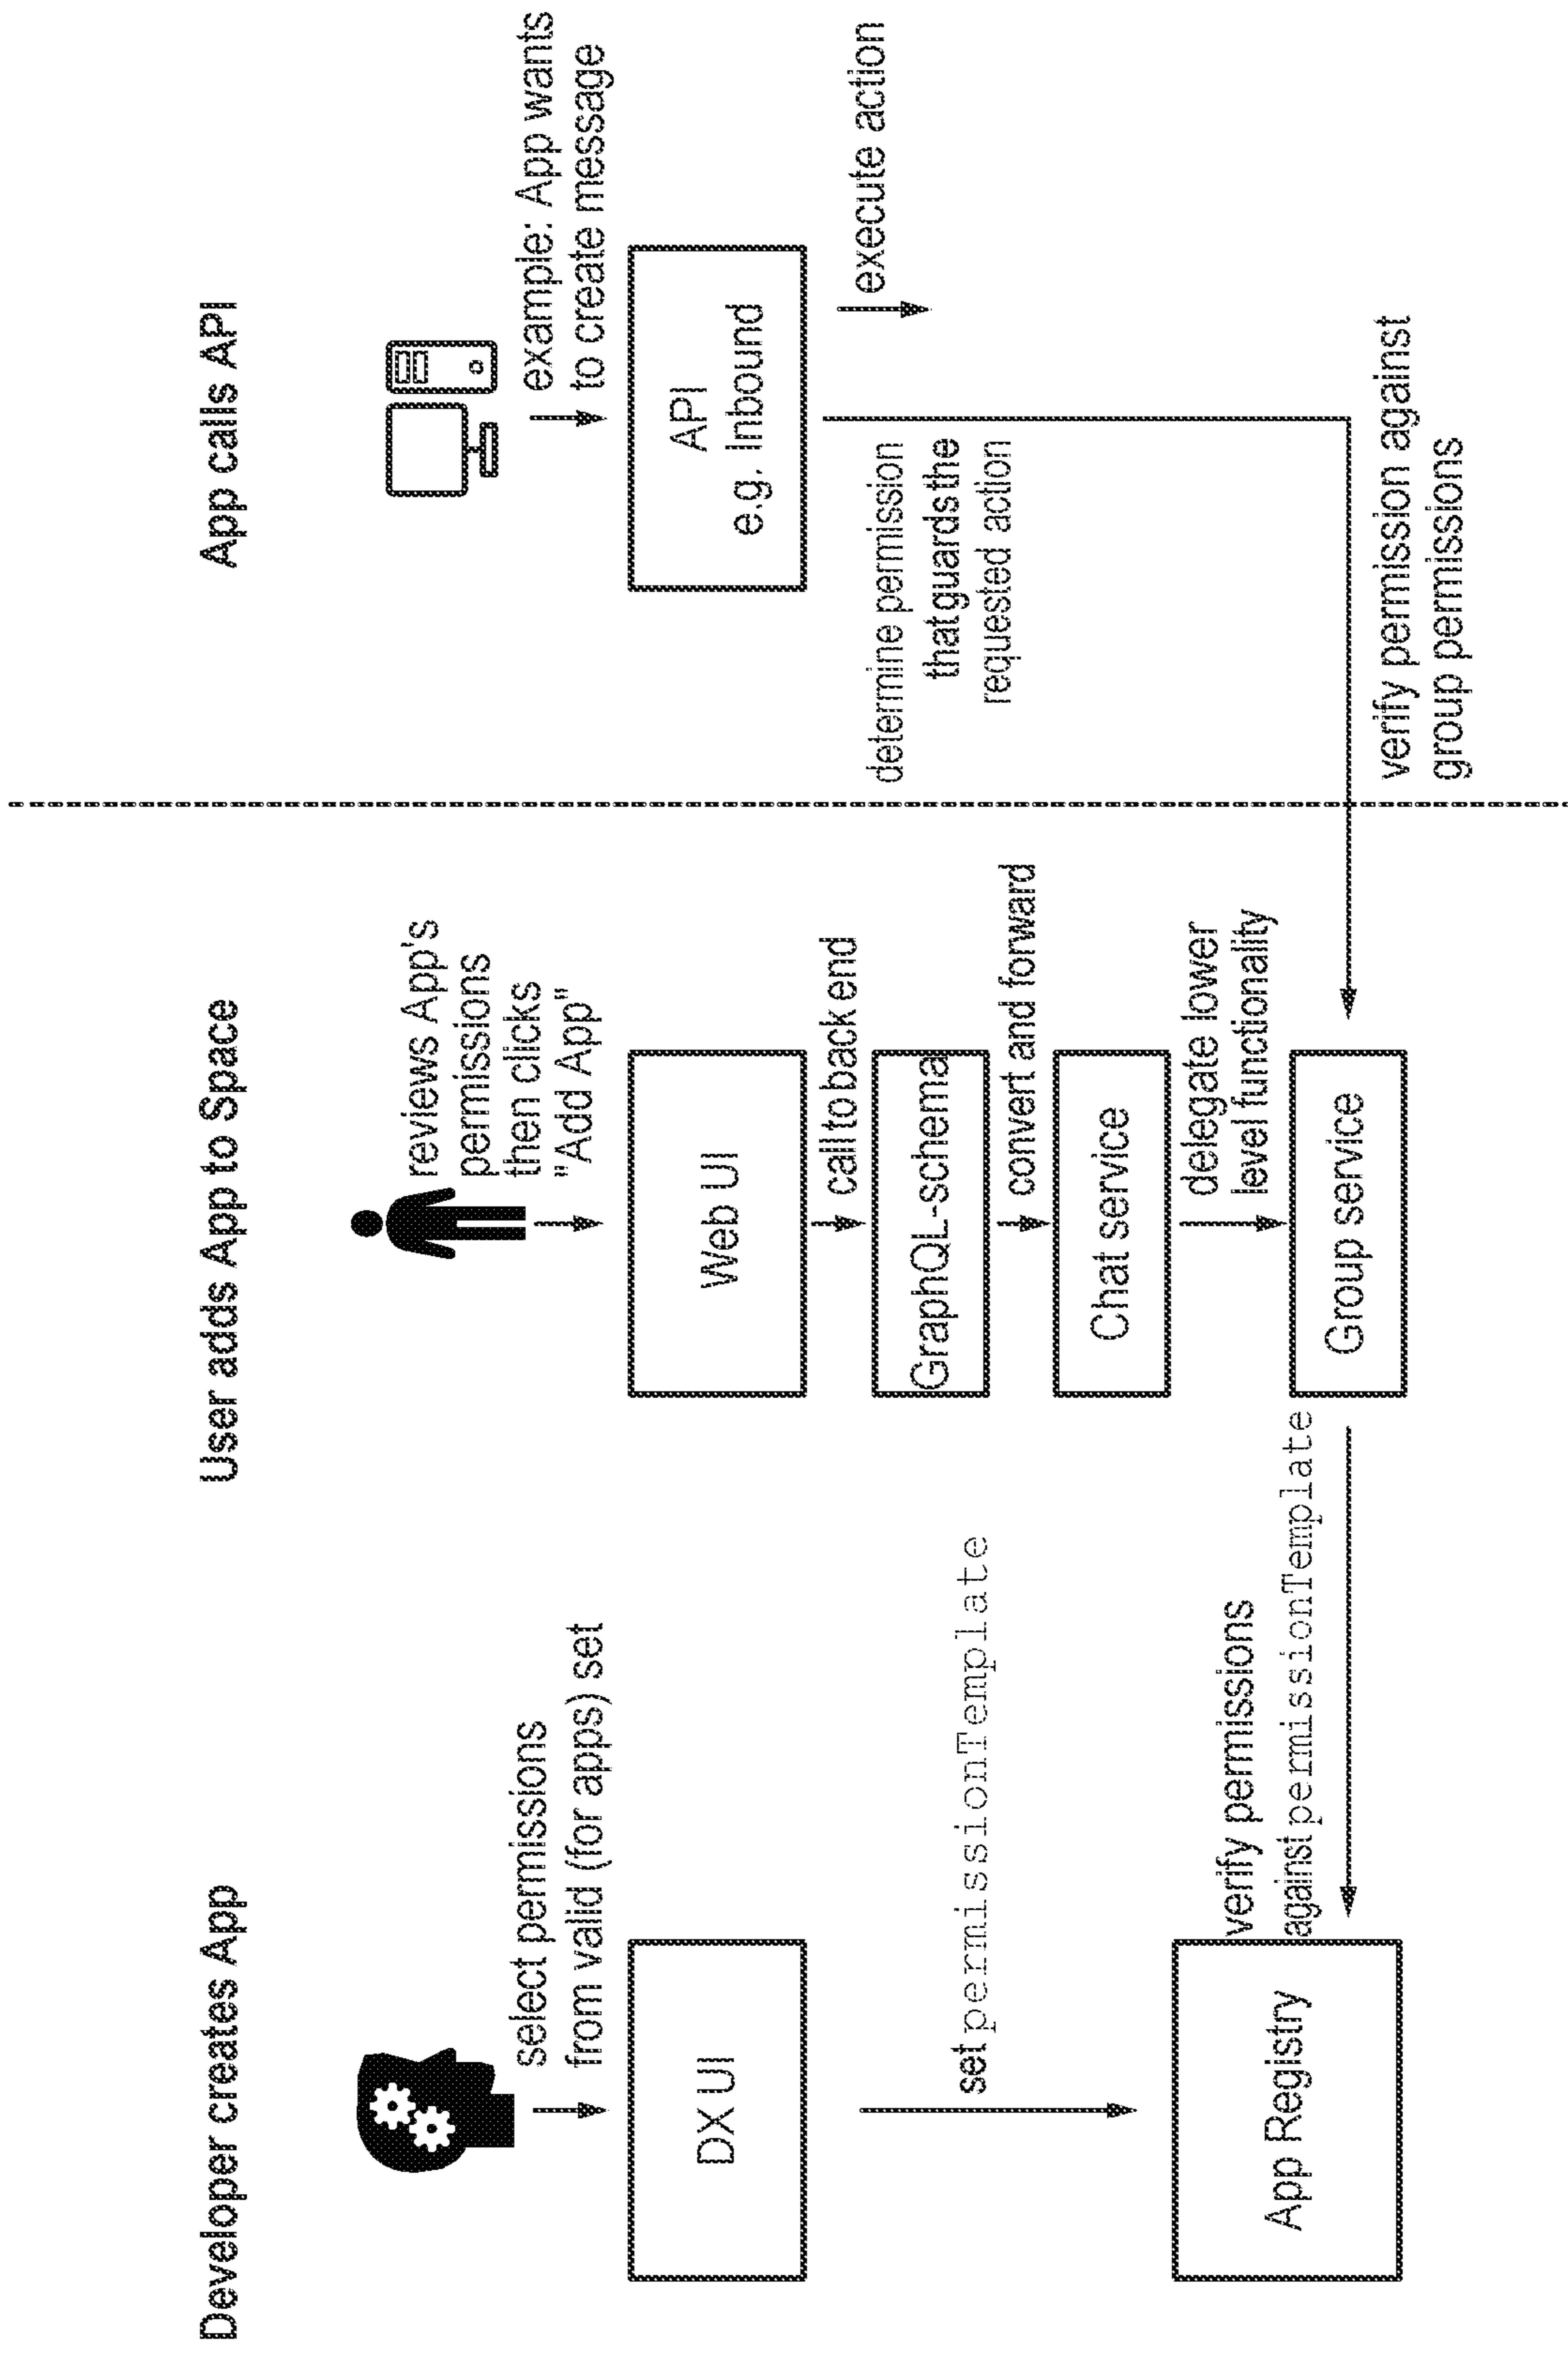 Developer creates App
select permissions
from valid (for apps) set
DX UI
set permissionTemplate
App Registry
User adds App to Space
reviews App's
permissions
then clicks
"Add App"
Web UI
call to back end
GraphQL-schema
convert and forward
Chat service
delegate lower
level functionality
Group service
verify permissions
against permissionTemplate
App calls API
example: App wants
to create message
API
e.g. Inbound
execute action
determine permission
that guards the
requested action
verify permission against
group permissions